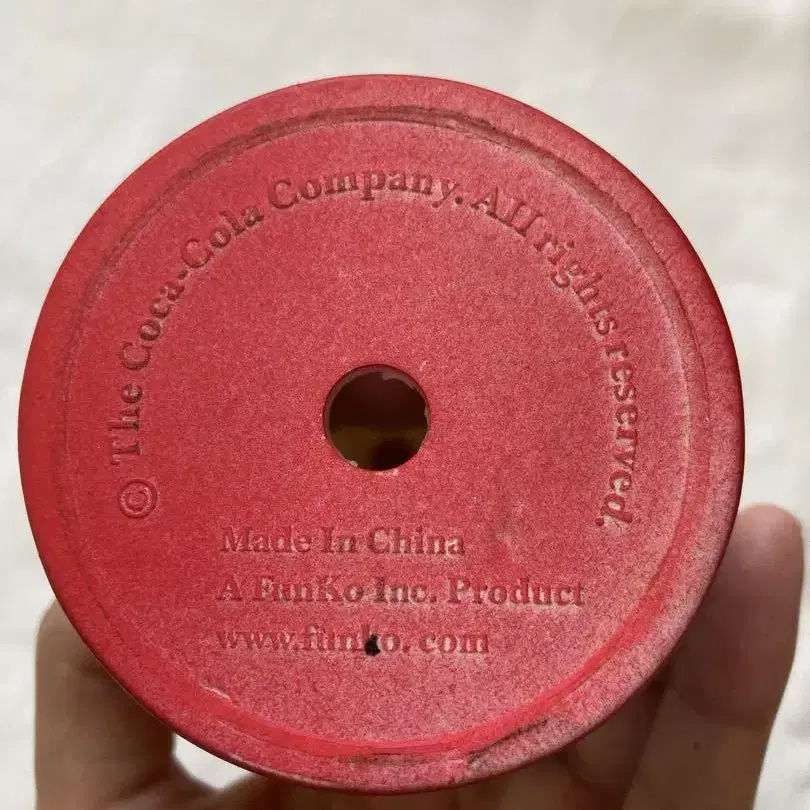 © The Coca-Cola Company. All rights reserved.
Made In China
A FunKo Inc. Product
www.funko. com